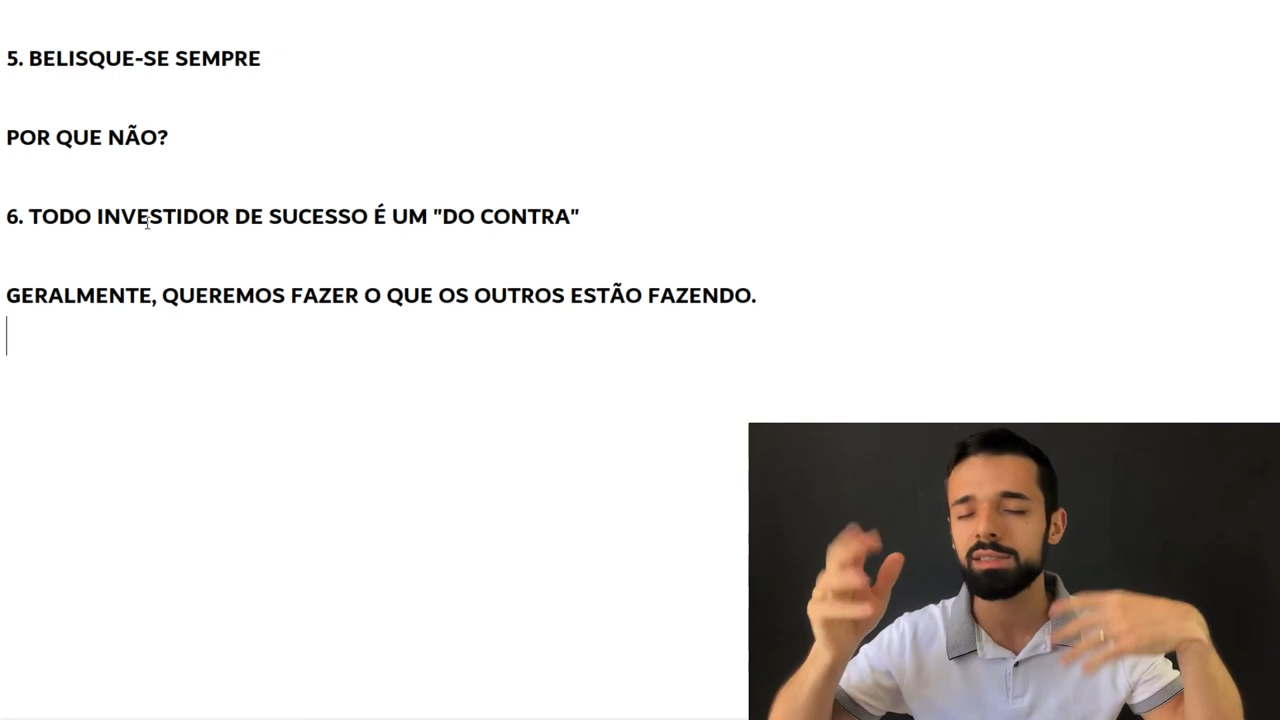 5. BELISQUE-SE SEMPRE
POR QUE NÃO?
6. TODO INVESTIDOR DE SUCESSO É UM "DO CONTRA"
GERALMENTE, QUEREMOS FAZER O QUE OS OUTROS ESTÃO FAZENDO.